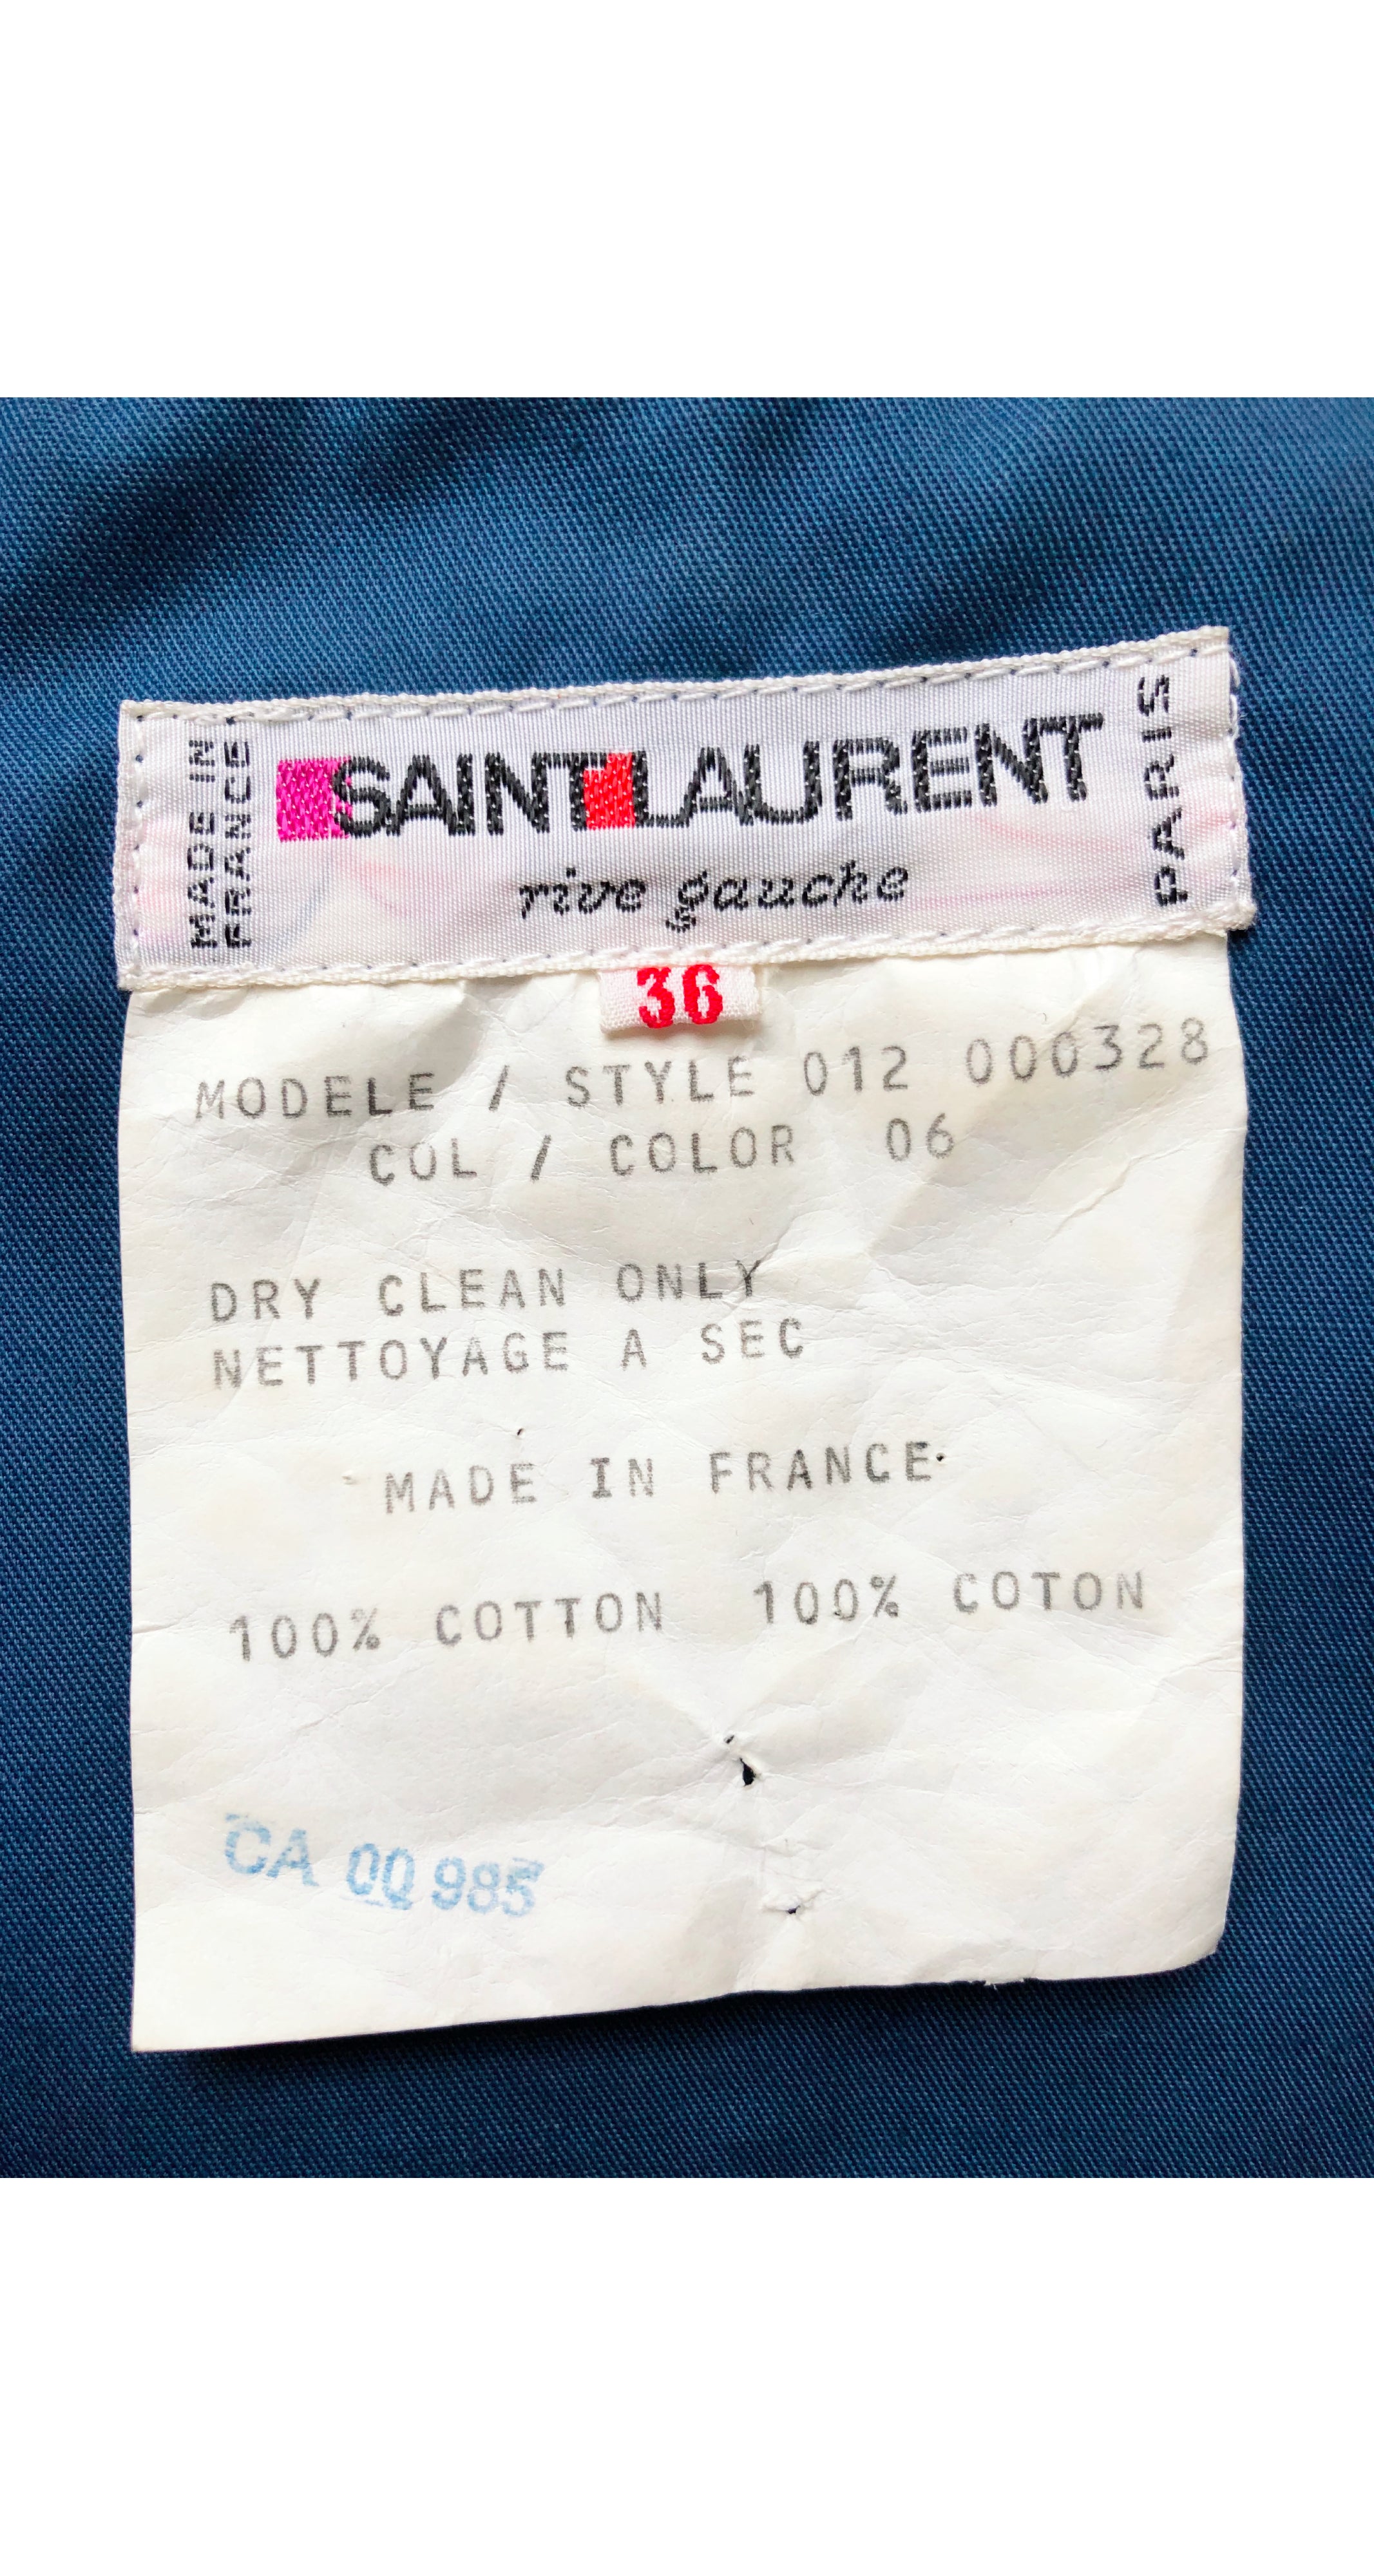 MADE IN
FRANCE
SAINT LAURENT
rive gauche
PARIS
36
MODELE / STYLE 012 000328
COL / COLOR 06
DRY CLEAN ONLY
NETTOYAGE A SEC
MADE IN FRANCE
100% COTTON 100% COTON
CA 00 985